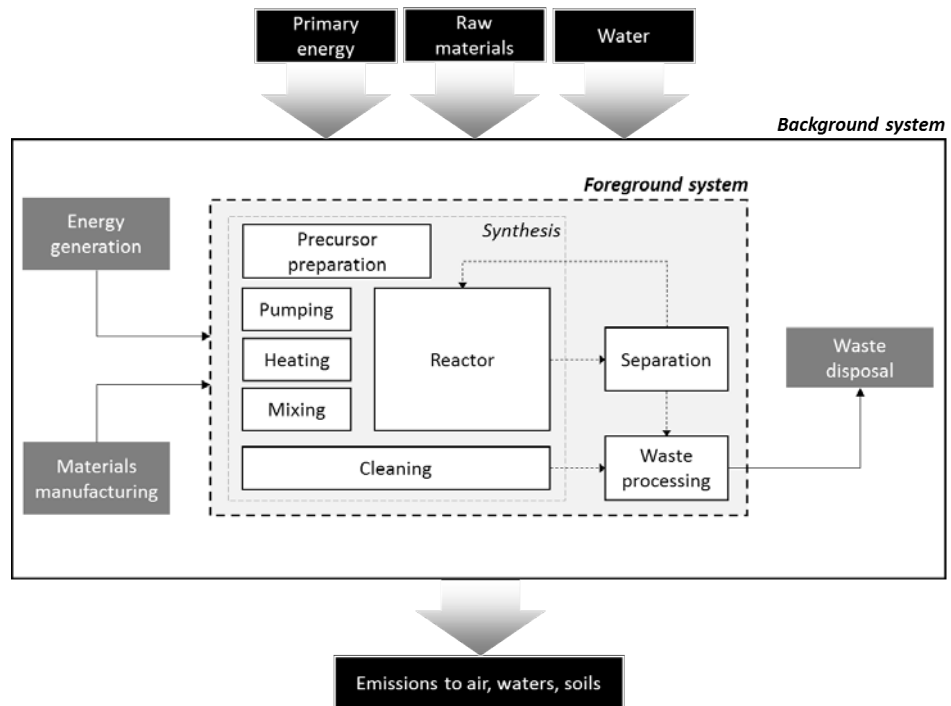 Primary
energy
Raw
materials
Water
Background system
Foreground system
Energy
generation
Synthesis
Precursor
preparation
Pumping
Heating
Mixing
Reactor
Separation
Waste
disposal
Materials
manufacturing
Cleaning
Waste
processing
Emissions to air, waters, soils